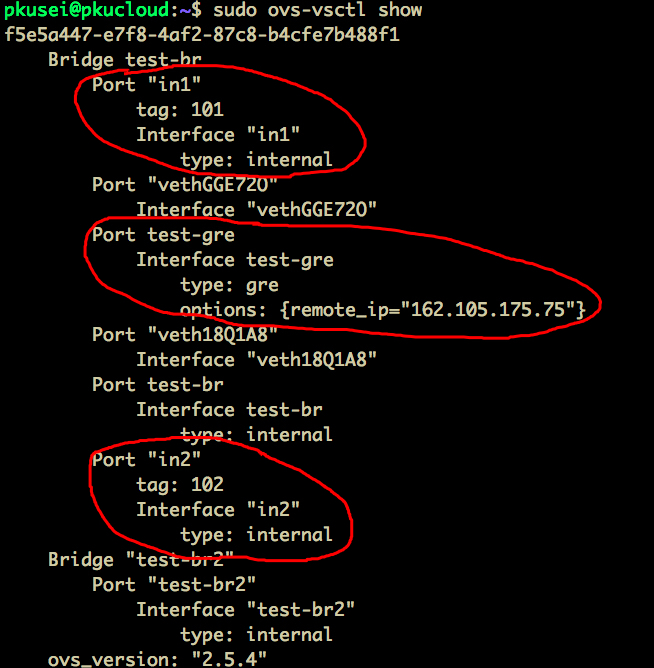 pkusei@pkucloud:~$ sudo ovs-vsctl show
f5e5a447-e7f8-4af2-87c8-b4cfe7b488f1
    Bridge test-br
        Port "in1"
            tag: 101
            Interface "in1"
                type: internal
        Port "vethGGE72O"
            Interface "vethGGE72O"
        Port test-gre
            Interface test-gre
                type: gre
                options: {remote_ip="162.105.175.75"}
        Port "veth18Q1A8"
            Interface "veth18Q1A8"
        Port test-br
            Interface test-br
                type: internal
        Port "in2"
            tag: 102
            Interface "in2"
                type: internal
    Bridge "test-br2"
        Port "test-br2"
            Interface "test-br2"
                type: internal
    ovs_version: "2.5.4"